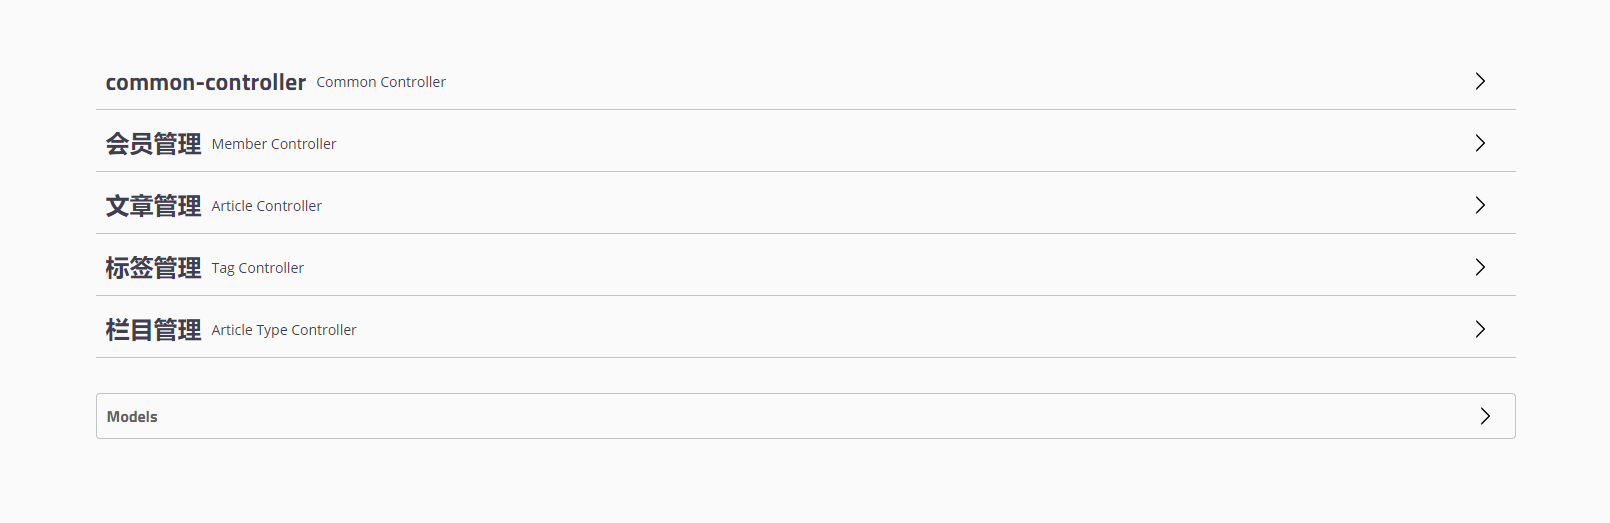 common-controller Common Controller
会员管理 Member Controller
文章管理 Article Controller
标签管理 Tag Controller
栏目管理 Article Type Controller
Models